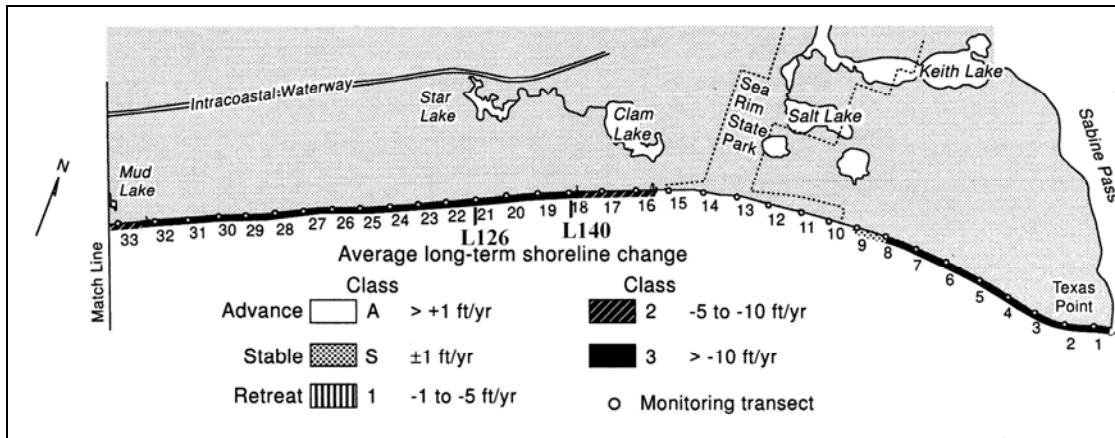 Intracoastal Waterway
Star
Lake
Clam
Lake
Sea
Rim
State
Park
Salt Lake
Keith Lake
Sabine Pass
N
Mud
Lake
33 32 31 30 29 28 27 26 25 24 23 22 21 20 19 18 17 16 15 14 13 12 11 10 9 8 7 6 5 4 3 2 1
L126 L140
Texas
Point
Match Line
Average long-term shoreline change
Class Class
Advance A > +1 ft/yr 2 -5 to -10 ft/yr
Stable S ±1 ft/yr 3 > -10 ft/yr
Retreat 1 -1 to -5 ft/yr Monitoring transect